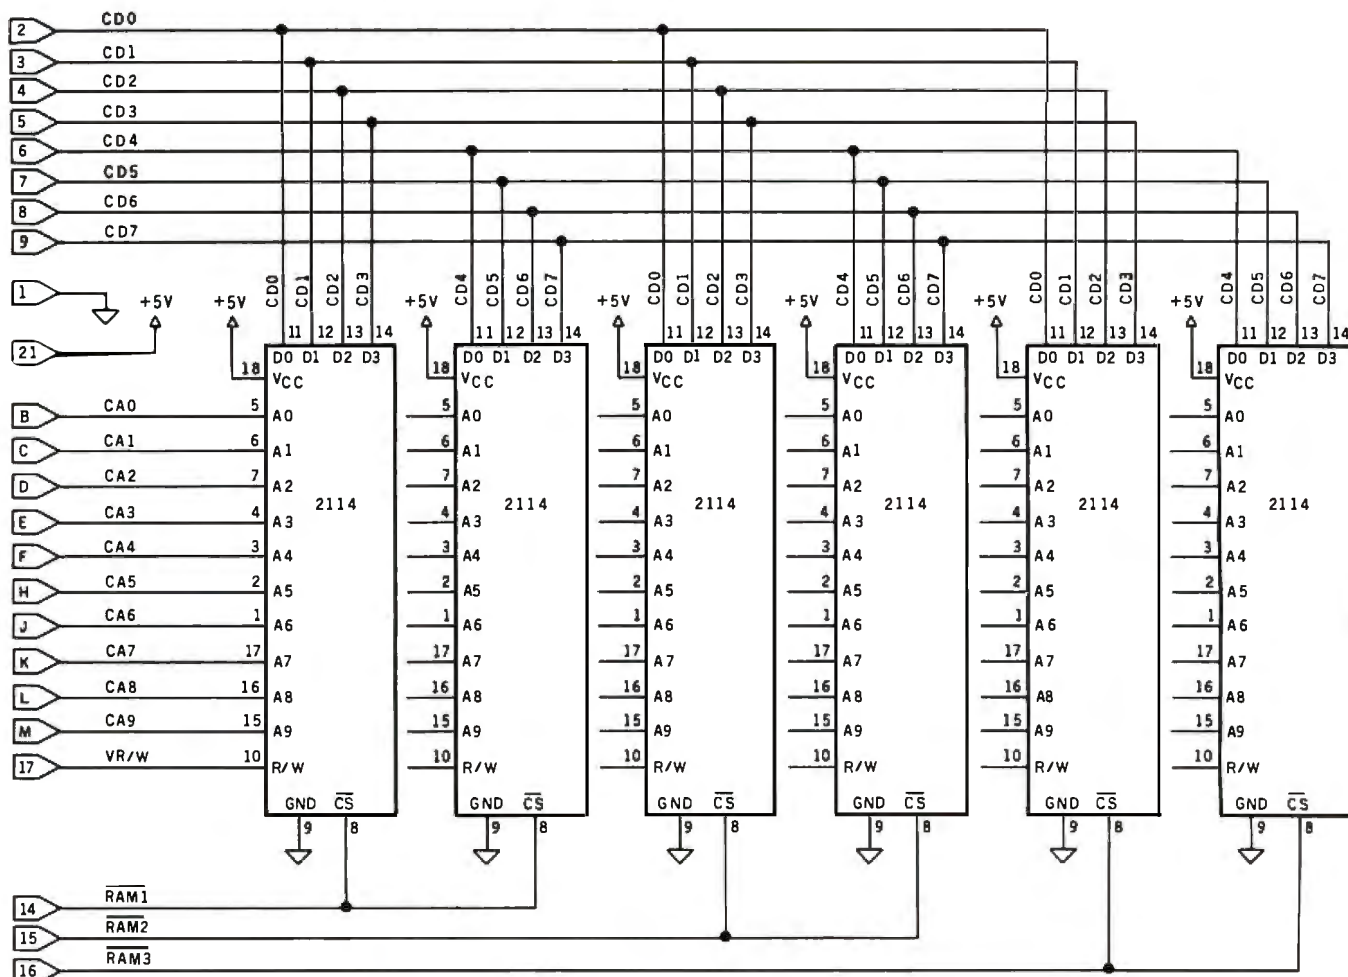 2 CD0
3 CD1
4 CD2
5 CD3
6 CD4
7 CD5
8 CD6
9 CD7
CD0 CD1 CD2 CD3 CD4 CD5 CD6 CD7 CD0 CD1 CD2 CD3 CD4 CD5 CD6 CD7 CD0 CD1 CD2 CD3 CD4 CD5 CD6 CD7
1 +5V +5V +5V +5V +5V +5V +5V
11 12 13 14 11 12 13 14 11 12 13 14 11 12 13 14 11 12 13 14 11 12 13 14
21
D0 D1 D2 D3 D0 D1 D2 D3 D0 D1 D2 D3 D0 D1 D2 D3 D0 D1 D2 D3 D0 D1 D2 D3
18 VCC 18 VCC 18 VCC 18 VCC 18 VCC 18 VCC
B CA0 5 A0 5 A0 5 A0 5 A0 5 A0 5 A0
C CA1 6 A1 6 A1 6 A1 6 A1 6 A1 6 A1
D CA2 7 A2 7 A2 7 A2 7 A2 7 A2 7 A2
2114 2114 2114 2114 2114 2114
E CA3 4 A3 4 A3 4 A3 4 A3 4 A3 4 A3
F CA4 3 A4 3 A4 3 A4 3 A4 3 A4 3 A4
H CA5 2 A5 2 A5 2 A5 2 A5 2 A5 2 A5
J CA6 1 A6 1 A6 1 A6 1 A6 1 A6 1 A6
K CA7 17 A7 17 A7 17 A7 17 A7 17 A7 17 A7
L CA8 16 A8 16 A8 16 A8 16 A8 16 A8 16 A8
M CA9 15 A9 15 A9 15 A9 15 A9 15 A9 15 A9
17 VR/W 10 R/W 10 R/W 10 R/W 10 R/W 10 R/W 10 R/W
GND CS GND CS GND CS GND CS GND CS GND CS
9 8 9 8 9 8 9 8 9 8 9 8
14 RAM1
15 RAM2
16 RAM3